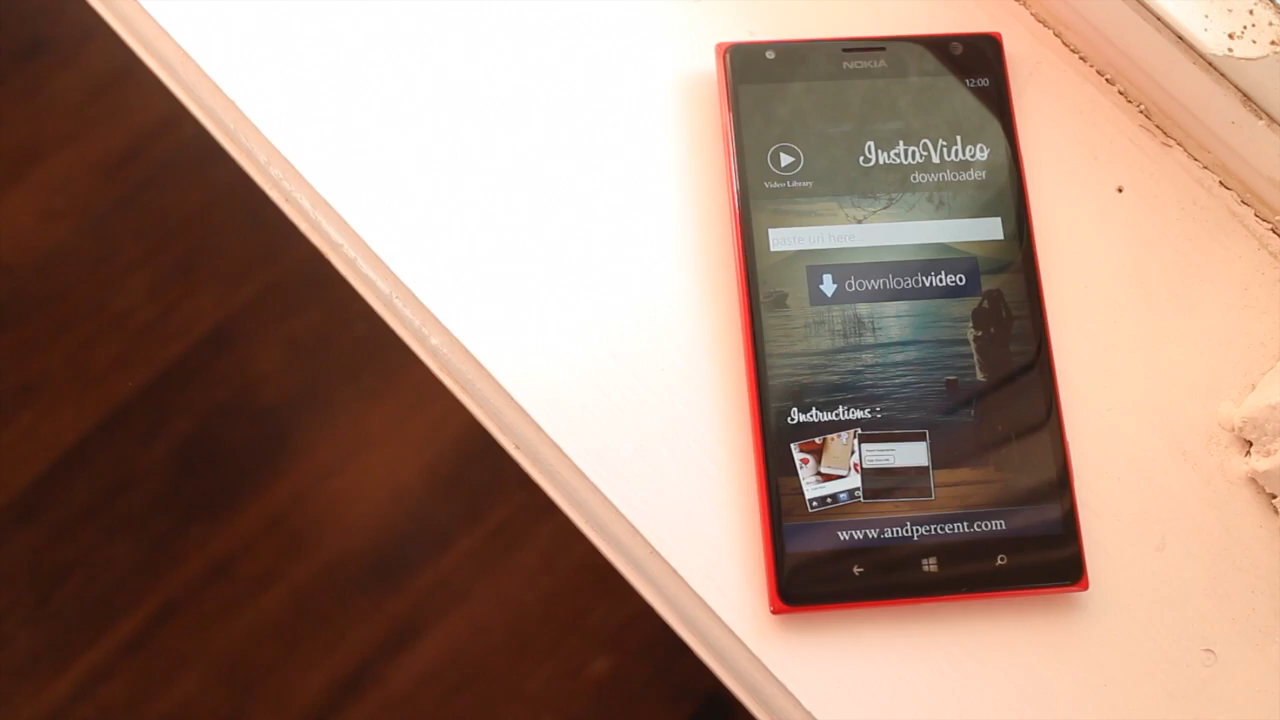 NOKIA
12:00
InstaVideo
downloader
Video Library
paste url here...
downloadvideo
Instructions :
www.andpercent.com